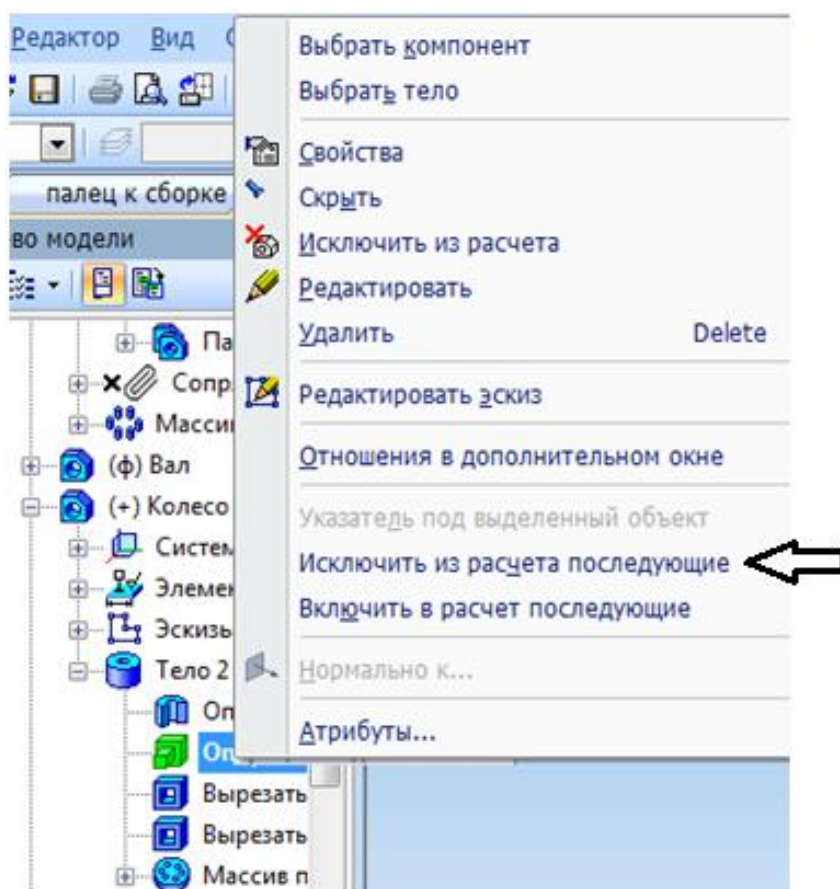 Редактор Вид
палец к сборке
во модели
Па
Сопр
Масси
(ф) Вал
(+) Колесо
Систем
Элемен
Эскизы
Тело 2
Оп
Вырезать
Вырезать
Массив п
Выбрать компонент
Выбрать тело
Свойства
Скрыть
Исключить из расчета
Редактировать
Удалить Delete
Редактировать эскиз
Отношения в дополнительном окне
Указатель под выделенный объект
Исключить из расчета последующие
Включить в расчет последующие
Нормально к...
Атрибуты...